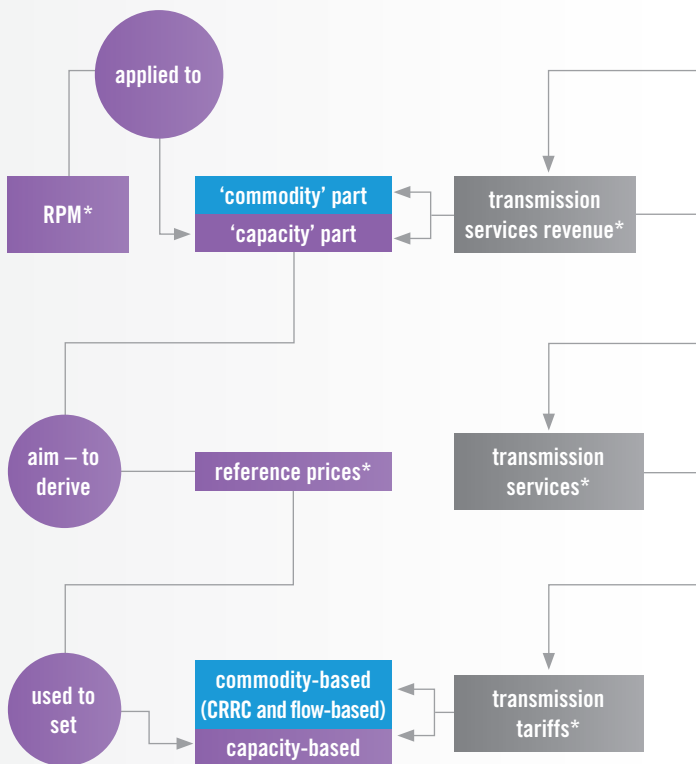 applied to
RPM*
‘commodity’ part
‘capacity’ part
transmission
services revenue*
aim – to
derive
reference prices*
transmission
services*
used to
set
commodity-based
(CRRC and flow-based)
capacity-based
transmission
tariffs*